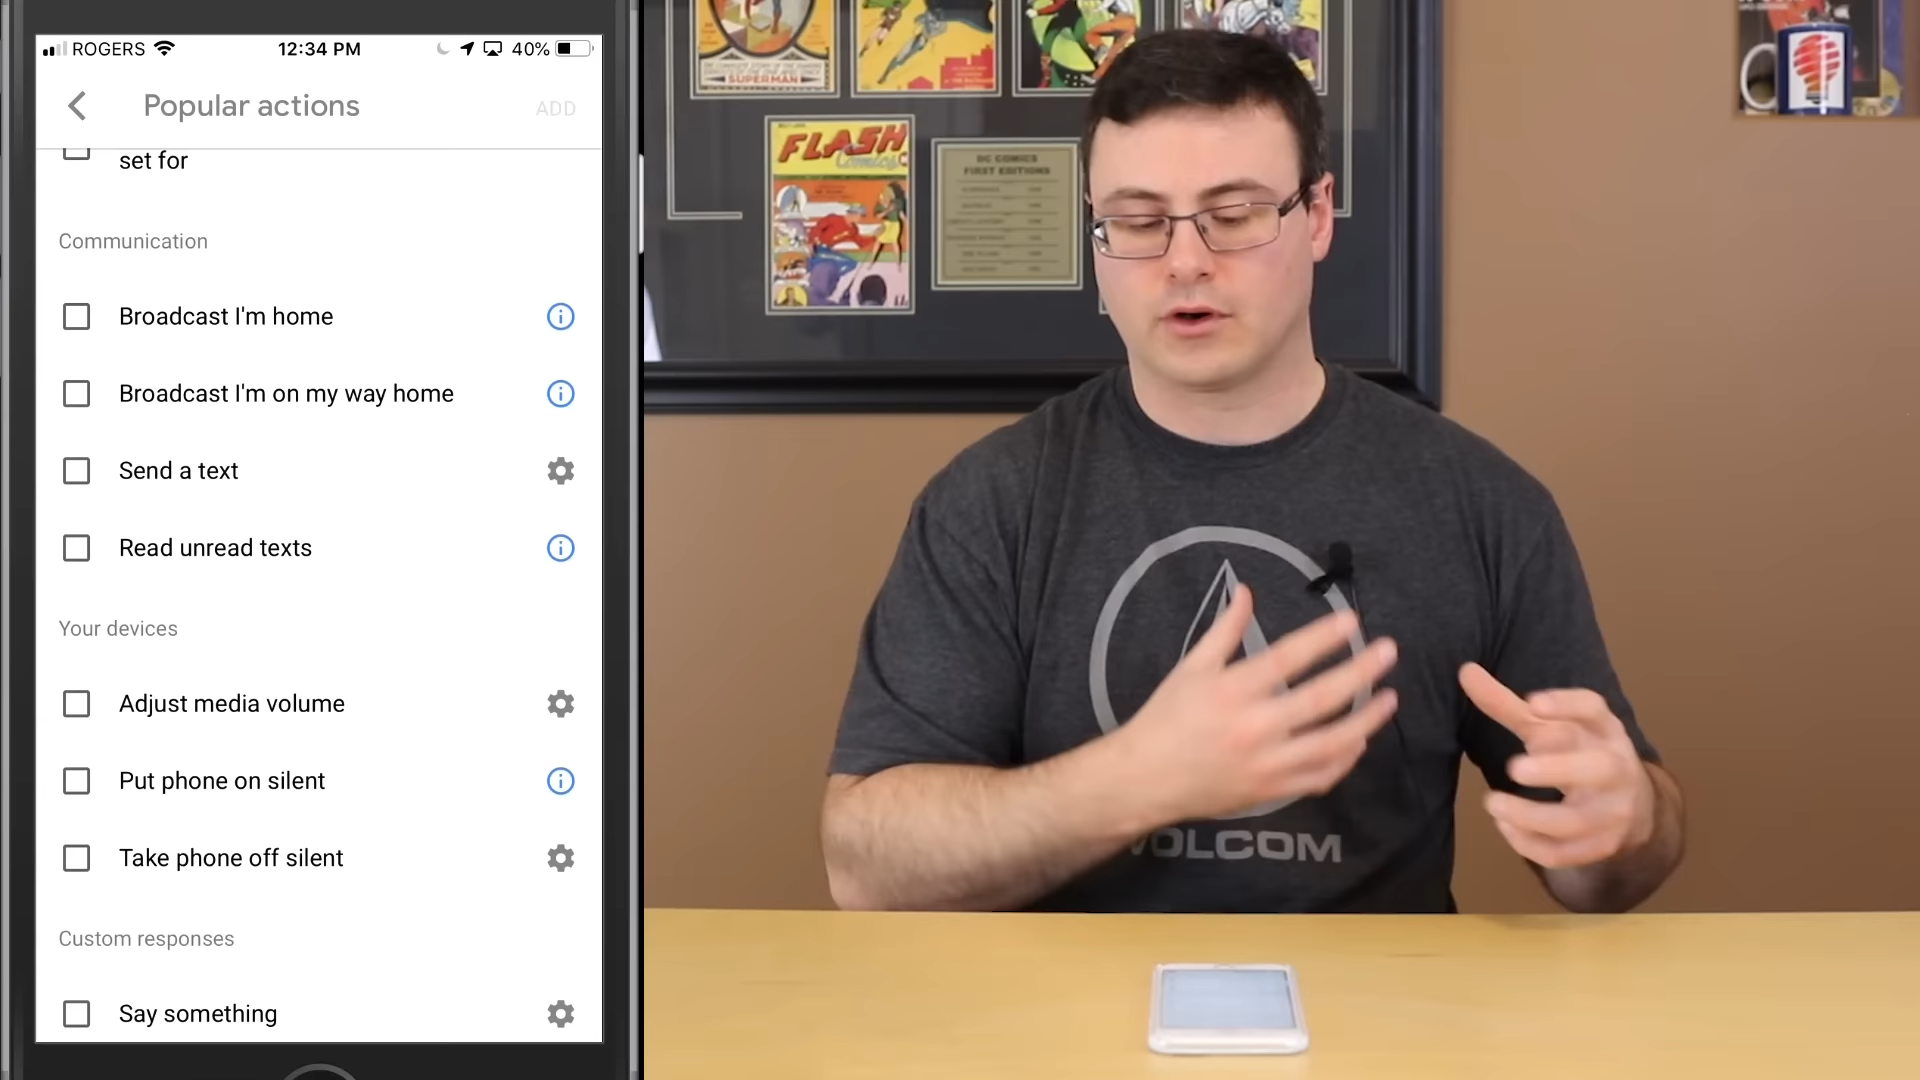 ROGERS 12:34 PM 40%
Popular actions ADD
set for
Communication
Broadcast I'm home
Broadcast I'm on my way home
Send a text
Read unread texts
Your devices
Adjust media volume
Put phone on silent
Take phone off silent
Custom responses
Say something
SUPERMAN
FLASH
Comics
DC COMICS
FIRST EDITIONS
VOLCOM